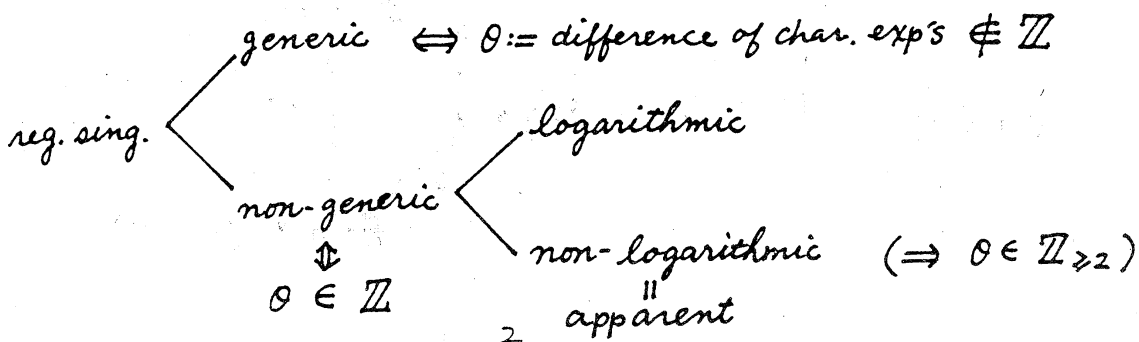 generic ⇔ θ := difference of char. exp's ∉ ℤ
reg. sing.
logarithmic
non-generic
non-logarithmic (⇒ θ ∈ ℤ≥2)
⇕
θ ∈ ℤ
||
apparent
2